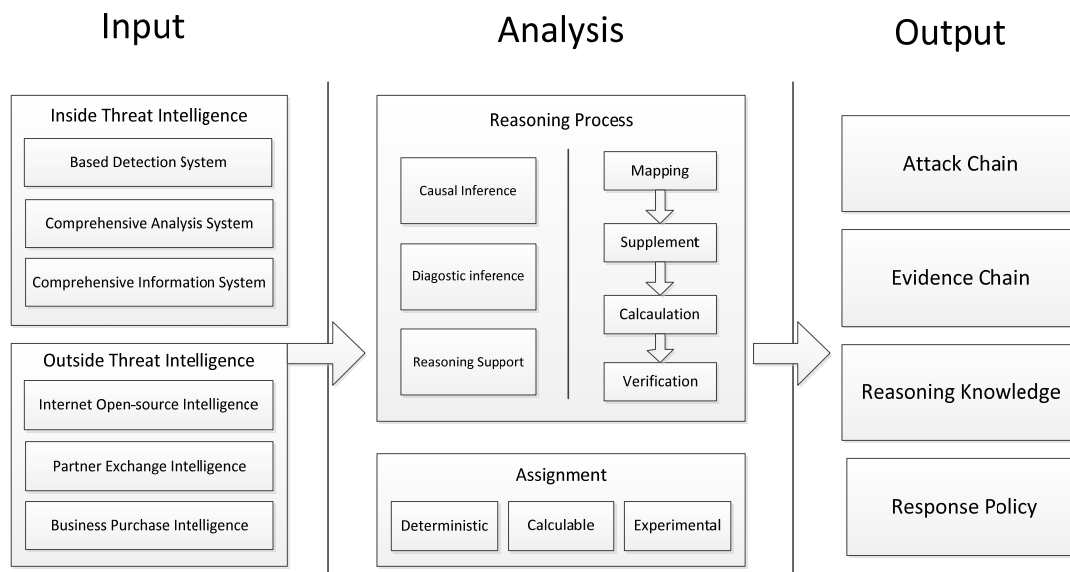 Input
Analysis
Output
Inside Threat Intelligence
Based Detection System
Comprehensive Analysis System
Comprehensive Information System
Outside Threat Intelligence
Internet Open-source Intelligence
Partner Exchange Intelligence
Business Purchase Intelligence
Reasoning Process
Causal Inference
Diagostic inference
Reasoning Support
Mapping
Supplement
Calcaulation
Verification
Assignment
Deterministic
Calculable
Experimental
Attack Chain
Evidence Chain
Reasoning Knowledge
Response Policy